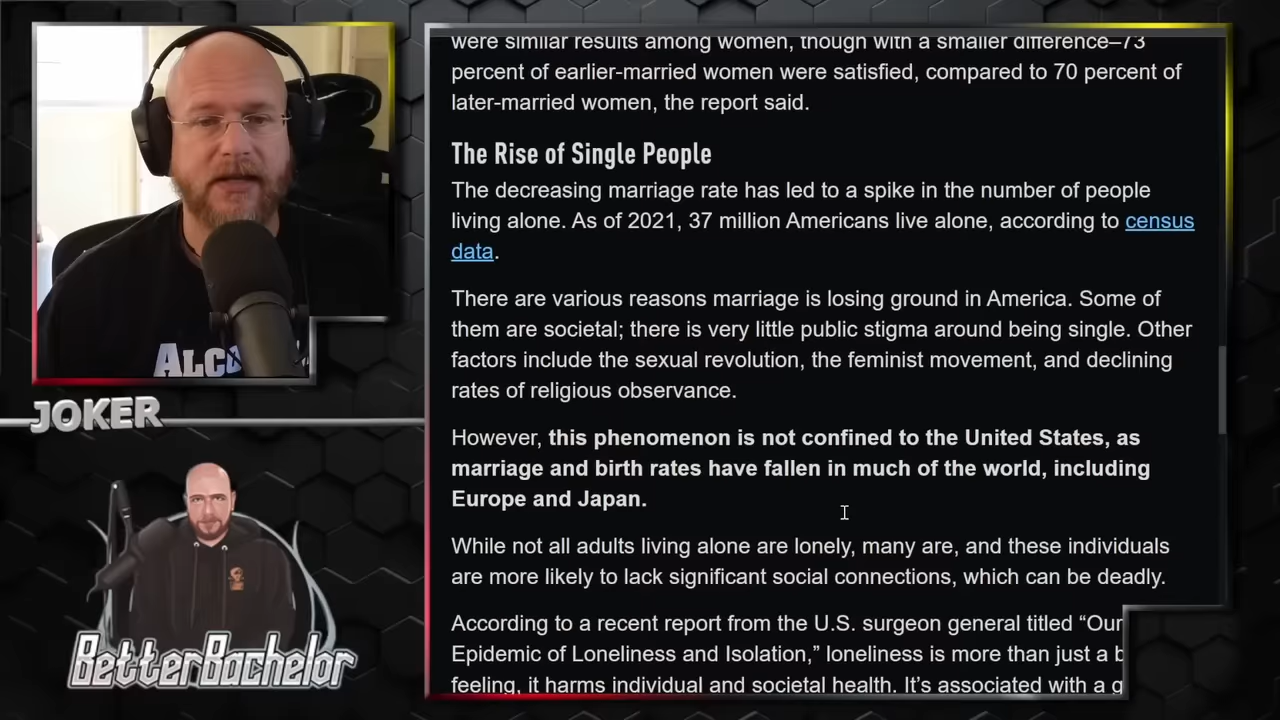 ALCO
JOKER
BetterBachelor
were similar results among women, though with a smaller difference–73
percent of earlier-married women were satisfied, compared to 70 percent of
later-married women, the report said.
The Rise of Single People
The decreasing marriage rate has led to a spike in the number of people
living alone. As of 2021, 37 million Americans live alone, according to census
data.
There are various reasons marriage is losing ground in America. Some of
them are societal; there is very little public stigma around being single. Other
factors include the sexual revolution, the feminist movement, and declining
rates of religious observance.
However, this phenomenon is not confined to the United States, as
marriage and birth rates have fallen in much of the world, including
Europe and Japan.
While not all adults living alone are lonely, many are, and these individuals
are more likely to lack significant social connections, which can be deadly.
According to a recent report from the U.S. surgeon general titled “Our
Epidemic of Loneliness and Isolation,” loneliness is more than just a b
feeling, it harms individual and societal health. It’s associated with a g